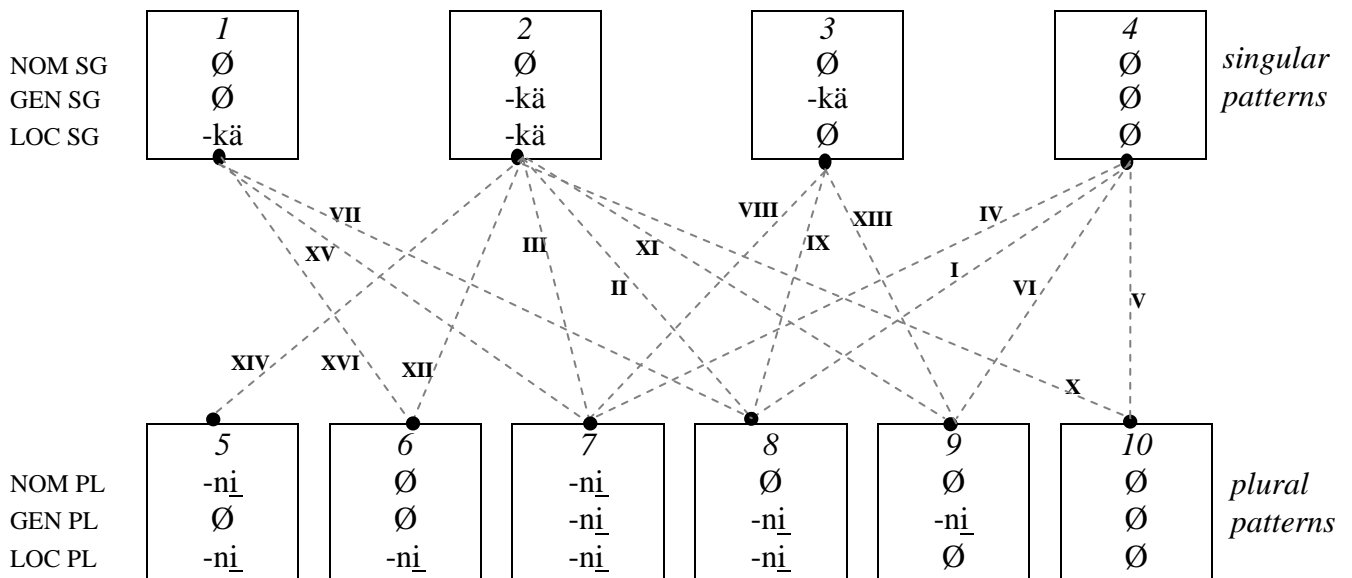 1 2 3 4
NOM SG Ø Ø Ø Ø singular
GEN SG Ø -kä -kä Ø patterns
LOC SG -kä -kä Ø Ø
VII VIII XIII IV
XV III XI IX I
II VI V
XIV XVI XII X
5 6 7 8 9 10
NOM PL -ni̲ Ø -ni̲ Ø Ø Ø plural
GEN PL Ø Ø -ni̲ -ni̲ -ni̲ Ø patterns
LOC PL -ni̲ -ni̲ -ni̲ -ni̲ Ø Ø